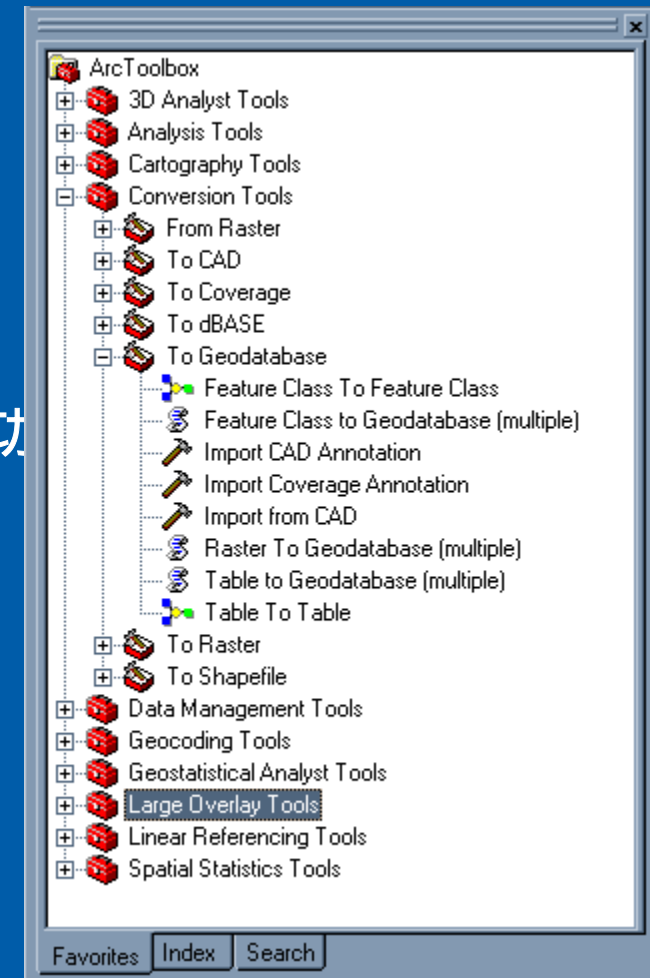 ArcToolbox
3D Analyst Tools
Analysis Tools
Cartography Tools
Conversion Tools
From Raster
To CAD
To Coverage
To dBASE
To Geodatabase
Feature Class To Feature Class
Feature Class to Geodatabase (multiple)
Import CAD Annotation
Import Coverage Annotation
Import from CAD
Raster To Geodatabase (multiple)
Table to Geodatabase (multiple)
Table To Table
To Raster
To Shapefile
Data Management Tools
Geocoding Tools
Geostatistical Analyst Tools
Large Overlay Tools
Linear Referencing Tools
Spatial Statistics Tools
Favorites Index Search